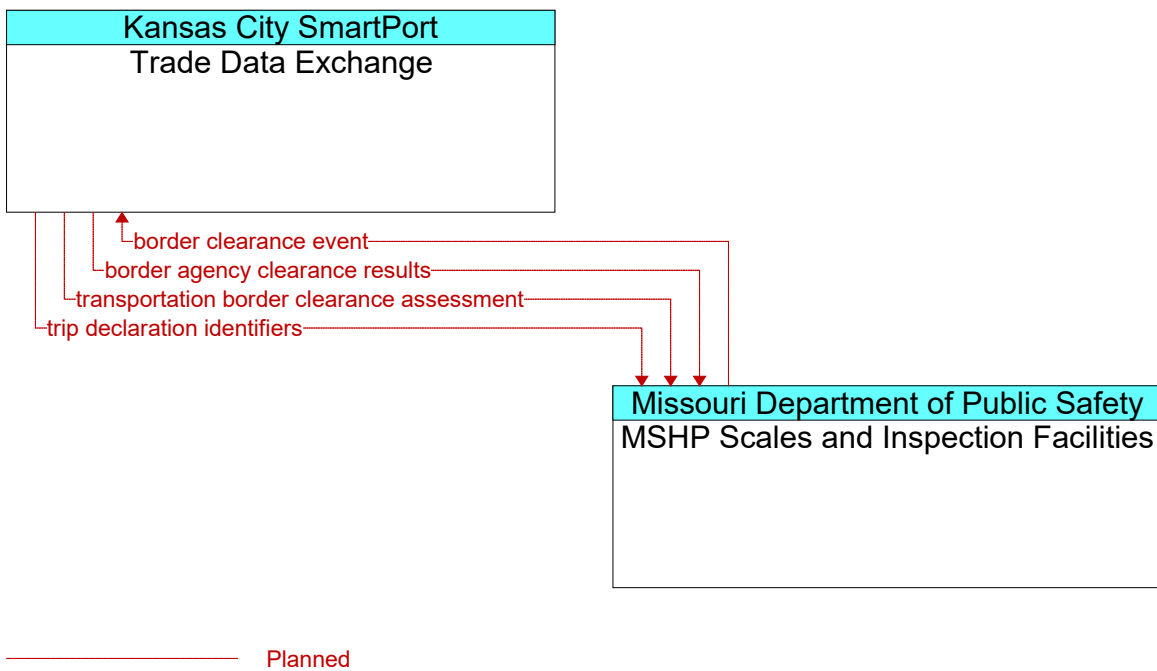 Kansas City SmartPort
Trade Data Exchange
border clearance event
border agency clearance results
transportation border clearance assessment
trip declaration identifiers
Missouri Department of Public Safety
MSHP Scales and Inspection Facilities
Planned